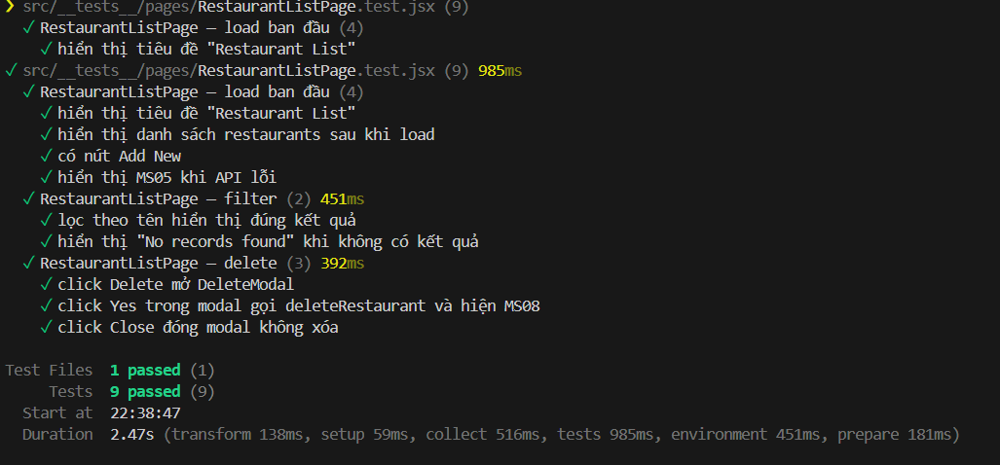 ❯ src/__tests__/pages/RestaurantListPage.test.jsx (9)
✓ RestaurantListPage — load ban đầu (4)
✓ hiển thị tiêu đề "Restaurant List"
✓ src/__tests__/pages/RestaurantListPage.test.jsx (9) 985ms
✓ RestaurantListPage — load ban đầu (4)
✓ hiển thị tiêu đề "Restaurant List"
✓ hiển thị danh sách restaurants sau khi load
✓ có nút Add New
✓ hiển thị MS05 khi API lỗi
✓ RestaurantListPage — filter (2) 451ms
✓ lọc theo tên hiển thị đúng kết quả
✓ hiển thị "No records found" khi không có kết quả
✓ RestaurantListPage — delete (3) 392ms
✓ click Delete mở DeleteModal
✓ click Yes trong modal gọi deleteRestaurant và hiện MS08
✓ click Close đóng modal không xóa
Test Files 1 passed (1)
Tests 9 passed (9)
Start at 22:38:47
Duration 2.47s (transform 138ms, setup 59ms, collect 516ms, tests 985ms, environment 451ms, prepare 181ms)